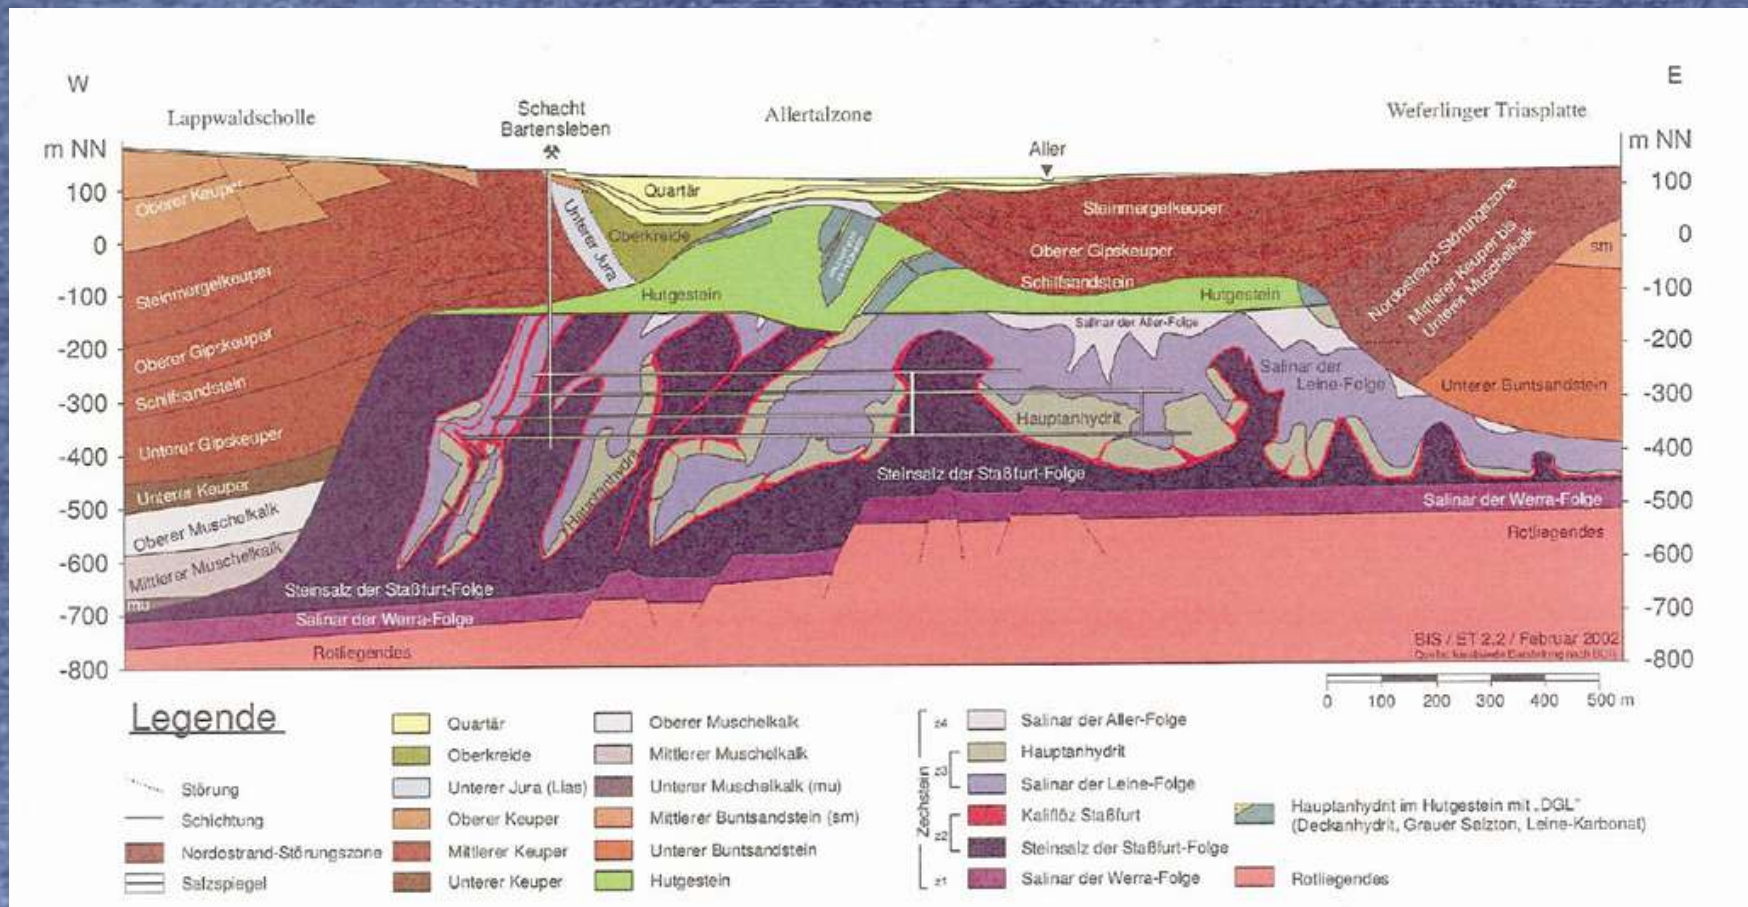 W
E
Lappwaldscholle
Schacht
Bartensleben
Allertalzone
Weferlinger Triasplatte
m NN
m NN
Aller
100
0
-100
-200
-300
-400
-500
-600
-700
-800
100
0
-100
-200
-300
-400
-500
-600
-700
-800
Oberer Keuper
Steinmergelkeuper
Oberer Gipskeuper
Schilfsandstein
Unterer Gipskeuper
Unterer Keuper
Oberer Muschelkalk
Mittlerer Muschelkalk
mu
Unterer Jura
Quartär
Oberkreide
Hutgestein
Steinmergelkeuper
Oberer Gipskeuper
Schilfsandstein
Hutgestein
Nordostrand-Störungszone
Mittlerer Keuper bis
Unterer Muschelkalk
sm
Unterer Buntsandstein
Salinar der Aller-Folge
Salinar der
Leine-Folge
Hauptanhydrit
Hauptanhydrit
Steinsalz der Staßfurt-Folge
Salinar der Werra-Folge
Rotliegendes
Steinsalz der Staßfurt-Folge
Salinar der Werra-Folge
Rotliegendes
BfS / ET 2.2 / Februar 2002
0 100 200 300 400 500 m
Legende
Störung
Schichtung
Nordostrand-Störungszone
Salzspiegel
Quartär
Oberkreide
Unterer Jura (Lias)
Oberer Keuper
Mittlerer Keuper
Unterer Keuper
Oberer Muschelkalk
Mittlerer Muschelkalk
Unterer Muschelkalk (mu)
Mittlerer Buntsandstein (sm)
Unterer Buntsandstein
Hutgestein
Zechstein
z4
z3
z2
z1
Salinar der Aller-Folge
Hauptanhydrit
Salinar der Leine-Folge
Kaliflöz Staßfurt
Steinsalz der Staßfurt-Folge
Salinar der Werra-Folge
Hauptanhydrit im Hutgestein mit „DGL"
(Deckanhydrit, Grauer Salzton, Leine-Karbonat)
Rotliegendes